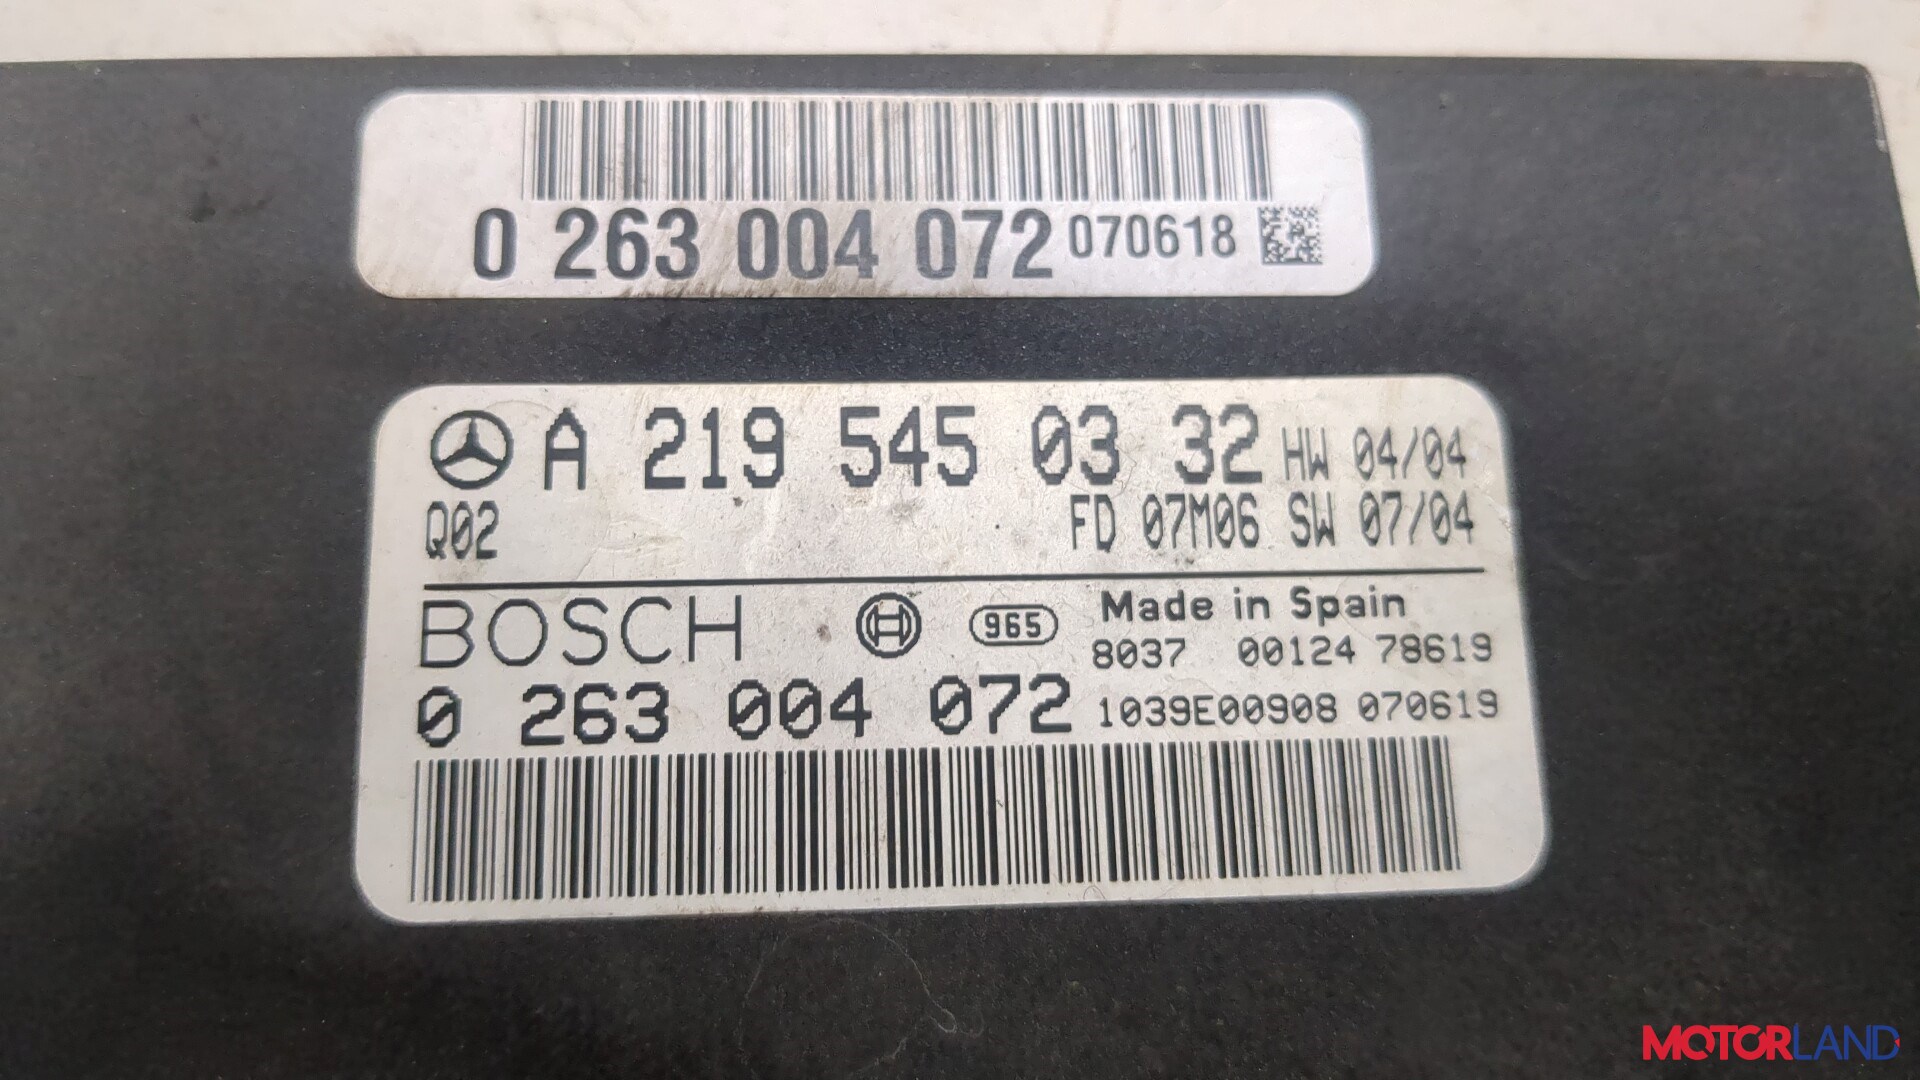 0 263 004 072 070618
A 219 545 03 32 HW 04/04
Q02 FD 07M06 SW 07/04
BOSCH 965 Made in Spain
8037 00124 78619
0 263 004 072 1039E00908 070619
MOTORLAND